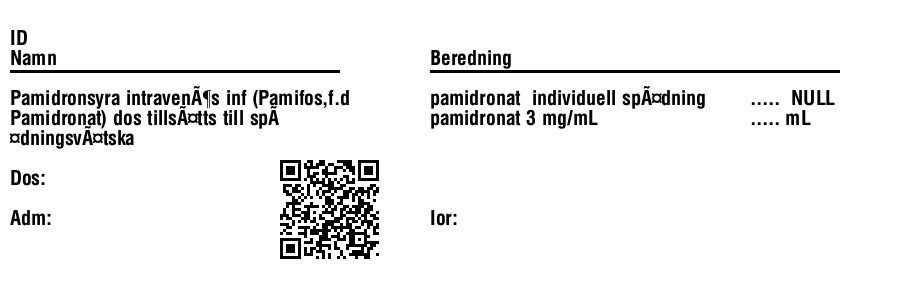 ID
Namn
Beredning
Pamidronsyra intravenÃ¶s inf (Pamifos,f.d
Pamidronat) dos tillsÃ¤tts till spÃ
¤dningsvÃ¤tska
pamidronat individuell spÃ¤dning ..... NULL
pamidronat 3 mg/mL ..... mL
Dos:
Adm:
Ior: